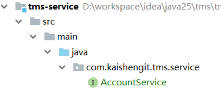 tms-service D:\workspace\idea\java25\tms\tr
src
main
java
com.kaishengit.tms.service
AccountService